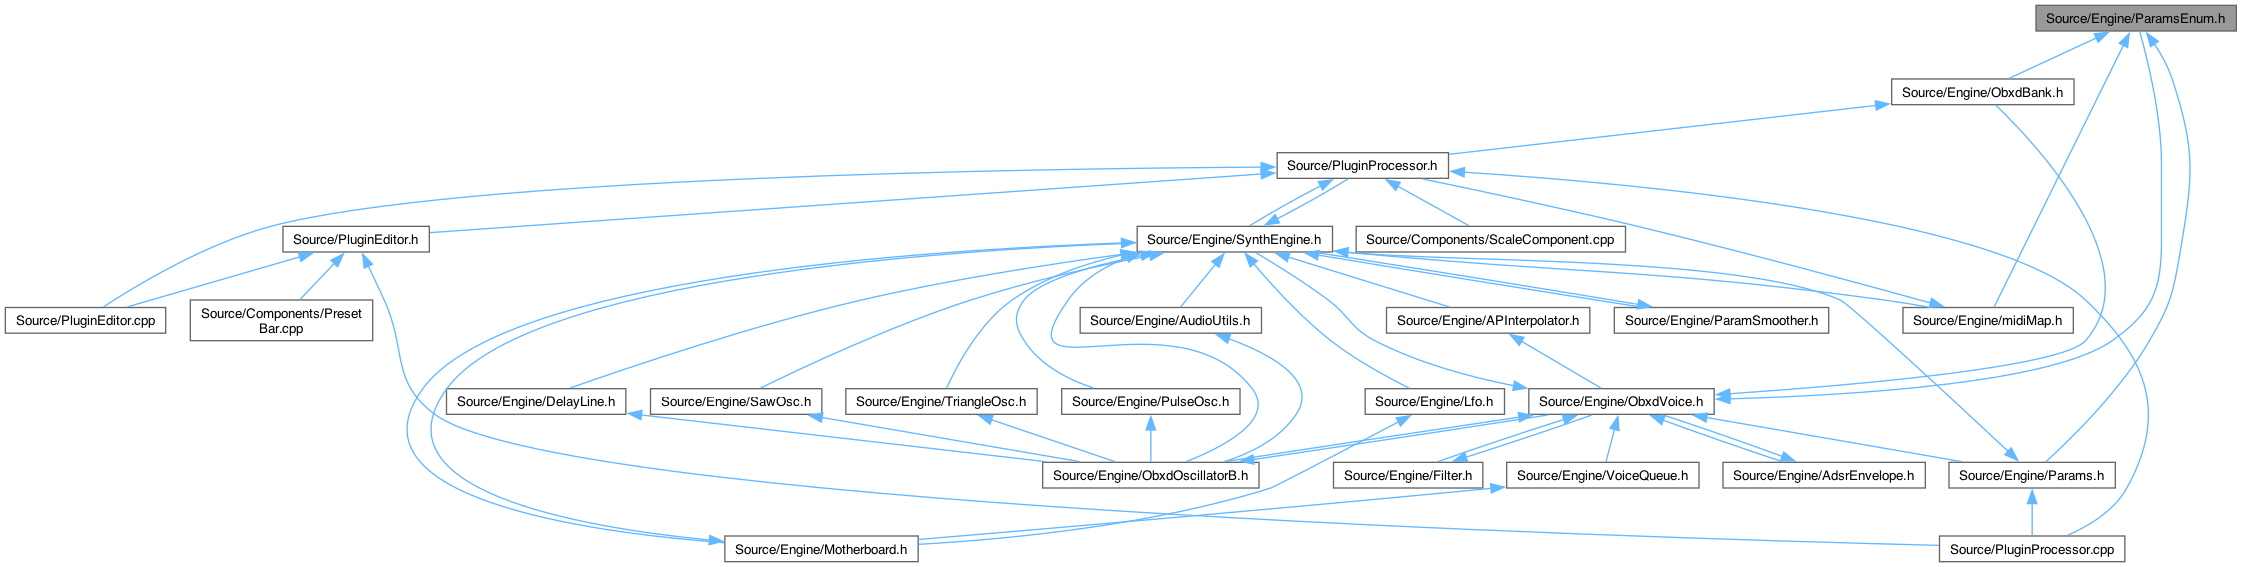 Source/Engine/ParamsEnum.h
Source/Engine/ObxdBank.h
Source/PluginProcessor.h
Source/PluginEditor.h
Source/Engine/SynthEngine.h
Source/Components/ScaleComponent.cpp
Source/PluginEditor.cpp
Source/Components/Preset
Bar.cpp
Source/Engine/AudioUtils.h
Source/Engine/APInterpolator.h
Source/Engine/ParamSmoother.h
Source/Engine/midiMap.h
Source/Engine/DelayLine.h
Source/Engine/SawOsc.h
Source/Engine/TriangleOsc.h
Source/Engine/PulseOsc.h
Source/Engine/Lfo.h
Source/Engine/ObxdVoice.h
Source/Engine/ObxdOscillatorB.h
Source/Engine/Filter.h
Source/Engine/VoiceQueue.h
Source/Engine/AdsrEnvelope.h
Source/Engine/Params.h
Source/Engine/Motherboard.h
Source/PluginProcessor.cpp